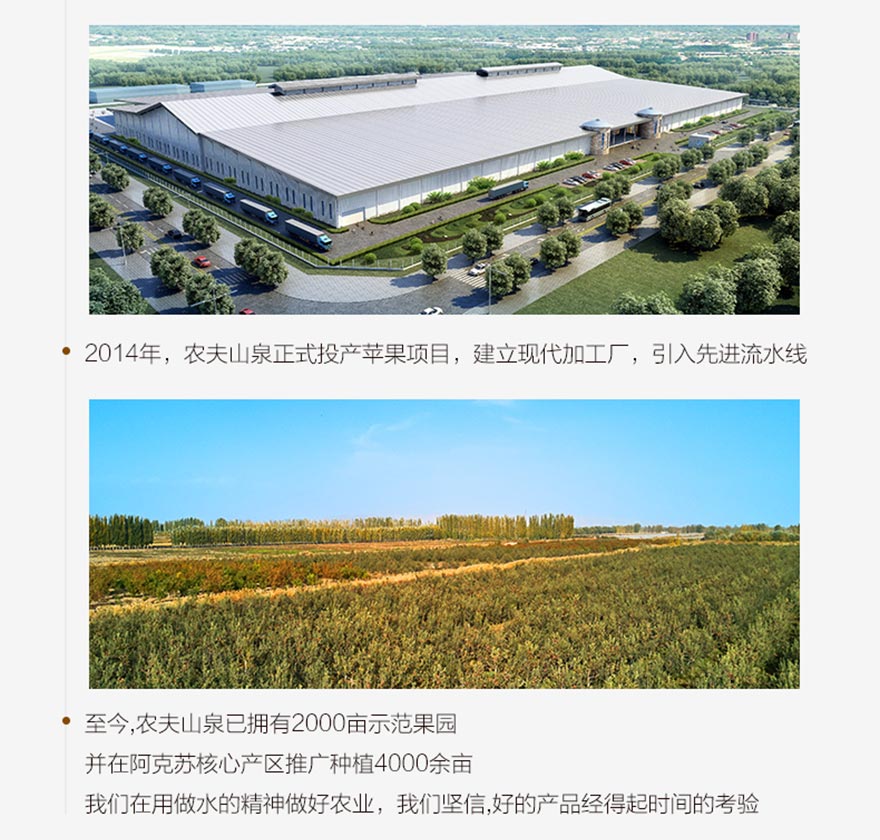 2014年，农夫山泉正式投产苹果项目，建立现代加工厂，引入先进流水线
至今,农夫山泉已拥有2000亩示范果园
并在阿克苏核心产区推广种植4000余亩
我们在用做水的精神做好农业，我们坚信,好的产品经得起时间的考验